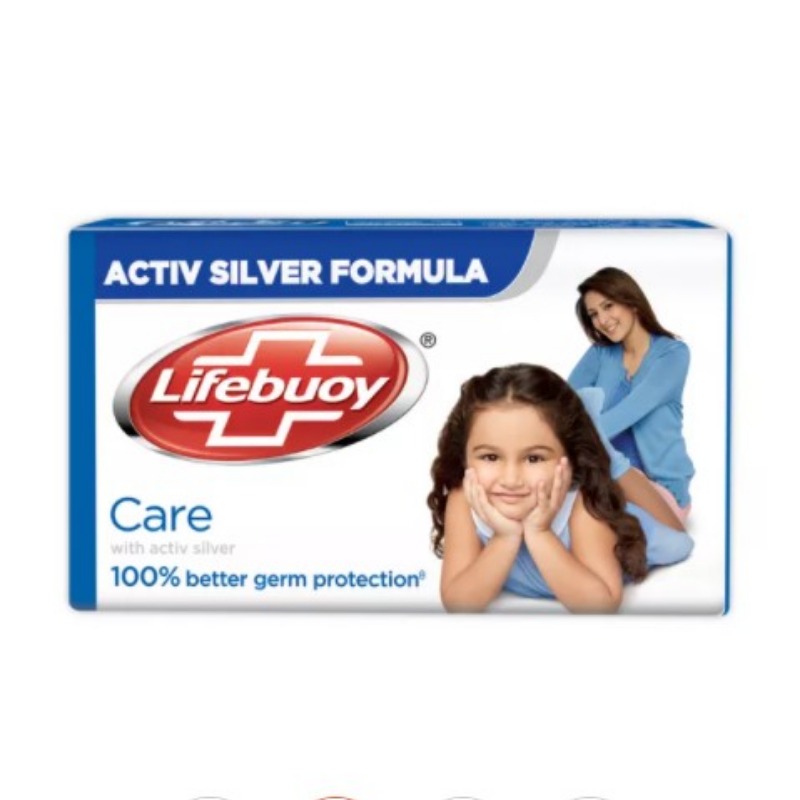 ACTIV SILVER FORMULA
Lifebuoy
®
Care
with activ silver
100% better germ protection